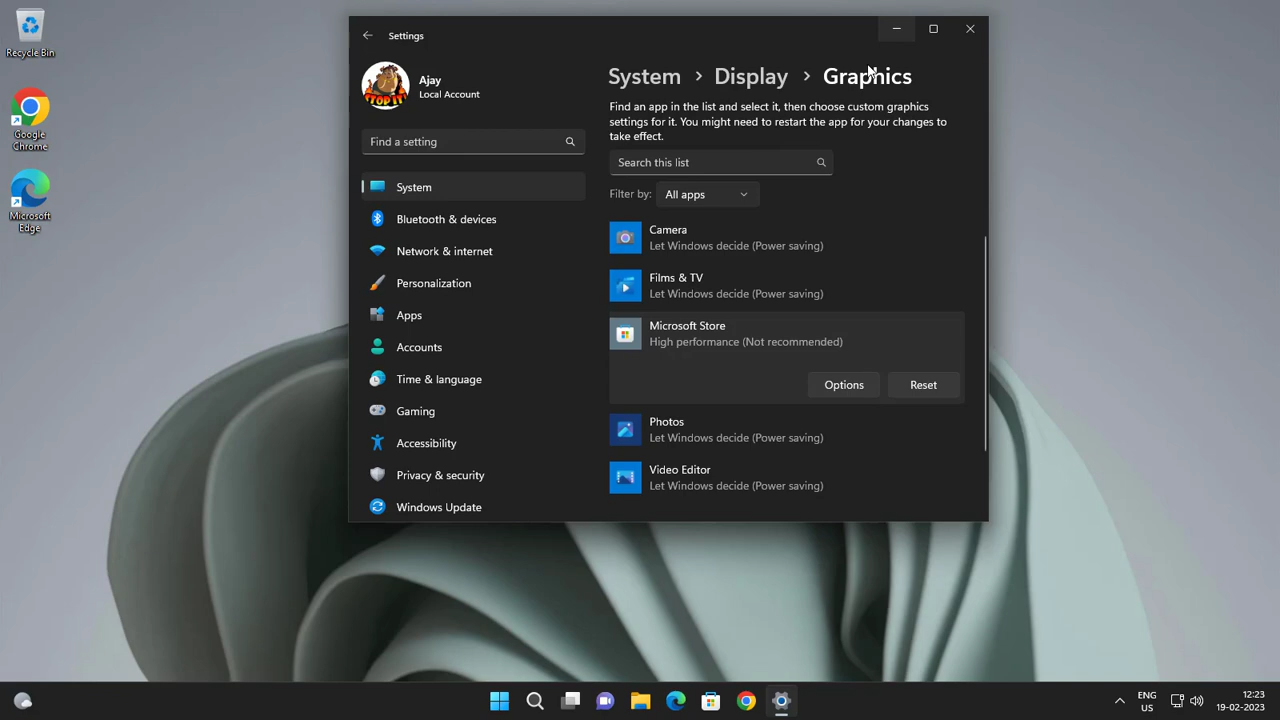 Recycle Bin
Google
Chrome
Microsoft
Edge
Settings
Ajay
Local Account
Find a setting
System
Bluetooth & devices
Network & internet
Personalization
Apps
Accounts
Time & language
Gaming
Accessibility
Privacy & security
Windows Update
System > Display > Graphics
Find an app in the list and select it, then choose custom graphics
settings for it. You might need to restart the app for your changes to
take effect.
Search this list
Filter by: All apps
Camera
Let Windows decide (Power saving)
Films & TV
Let Windows decide (Power saving)
Microsoft Store
High performance (Not recommended)
Options Reset
Photos
Let Windows decide (Power saving)
Video Editor
Let Windows decide (Power saving)
ENG
US
12:23
19-02-2023
STOP IT!